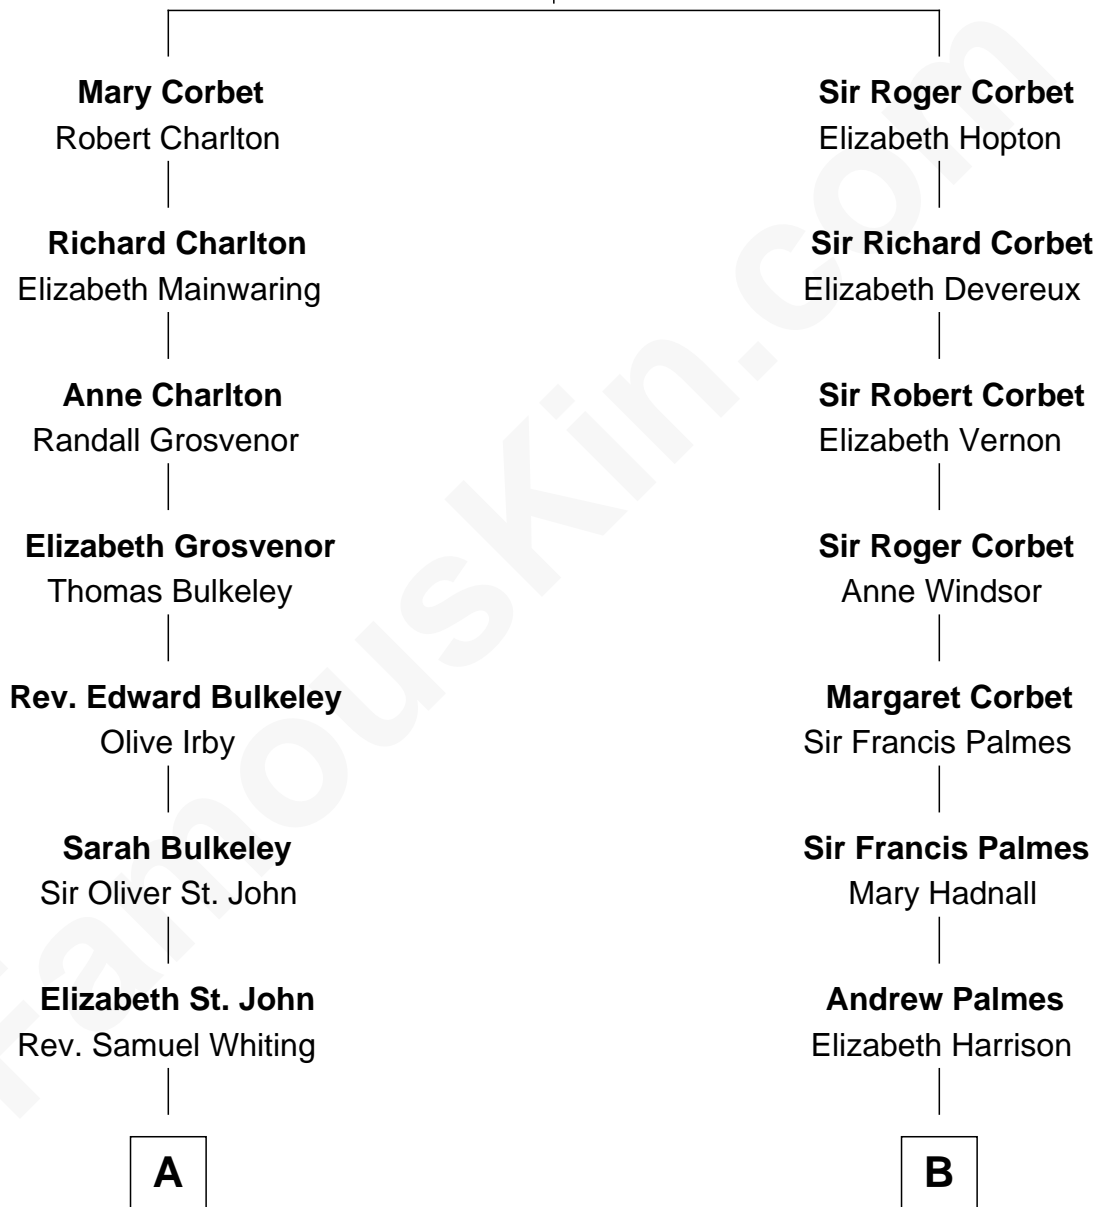 Mary Corbet
Robert Charlton
Richard Charlton
Elizabeth Mainwaring
Anne Charlton
Randall Grosvenor
Elizabeth Grosvenor
Thomas Bulkeley
Rev. Edward Bulkeley
Olive Irby
Sarah Bulkeley
Sir Oliver St. John
Elizabeth St. John
Rev. Samuel Whiting
A
Sir Roger Corbet
Elizabeth Hopton
Sir Richard Corbet
Elizabeth Devereux
Sir Robert Corbet
Elizabeth Vernon
Sir Roger Corbet
Anne Windsor
Margaret Corbet
Sir Francis Palmes
Sir Francis Palmes
Mary Hadnall
Andrew Palmes
Elizabeth Harrison
B
FamousKin.com